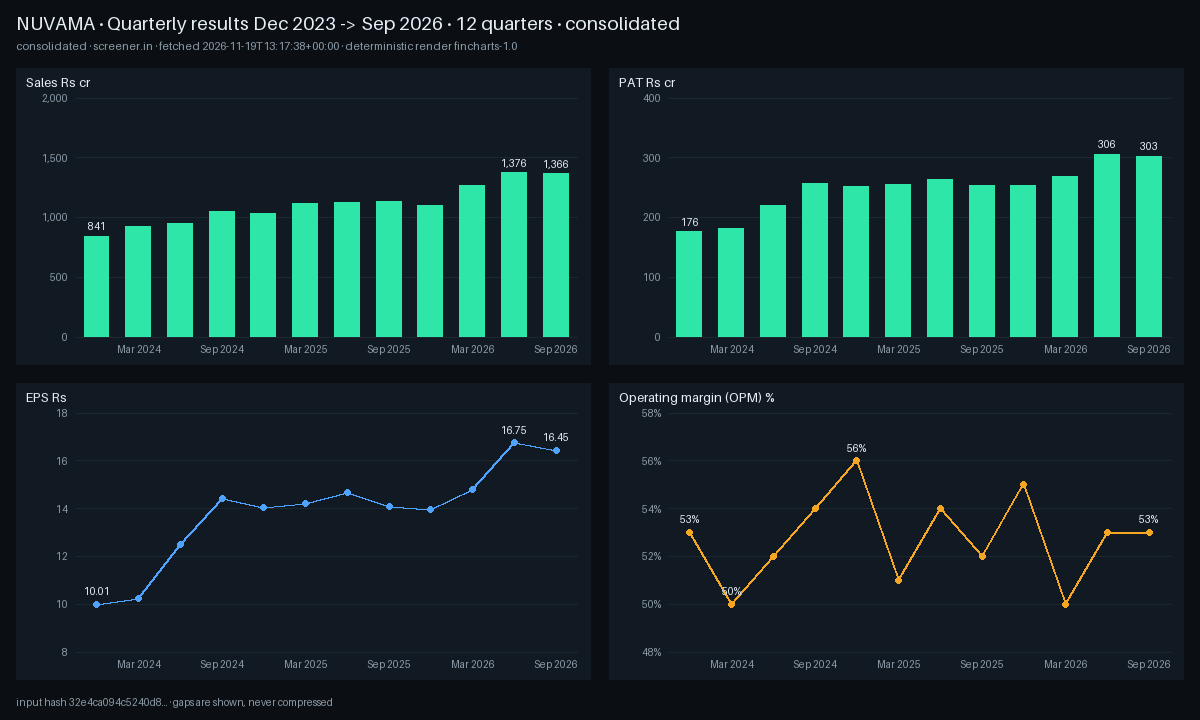 NUVAMA · Quarterly results Dec 2023 -> Sep 2026 · 12 quarters · consolidated
consolidated · screener.in · fetched 2026-11-19T13:17:38+00:00 · deterministic render fincharts-1.0
Sales Rs cr
2,000
1,500
1,000
500
0
841
1,376
1,366
Mar 2024
Sep 2024
Mar 2025
Sep 2025
Mar 2026
Sep 2026
PAT Rs cr
400
300
200
100
0
176
306
303
Mar 2024
Sep 2024
Mar 2025
Sep 2025
Mar 2026
Sep 2026
EPS Rs
18
16
14
12
10
8
10.01
16.75
16.45
Mar 2024
Sep 2024
Mar 2025
Sep 2025
Mar 2026
Sep 2026
Operating margin (OPM) %
58%
56%
54%
52%
50%
48%
53%
50%
56%
53%
Mar 2024
Sep 2024
Mar 2025
Sep 2025
Mar 2026
Sep 2026
input hash 32e4ca094c5240d8… · gaps are shown, never compressed